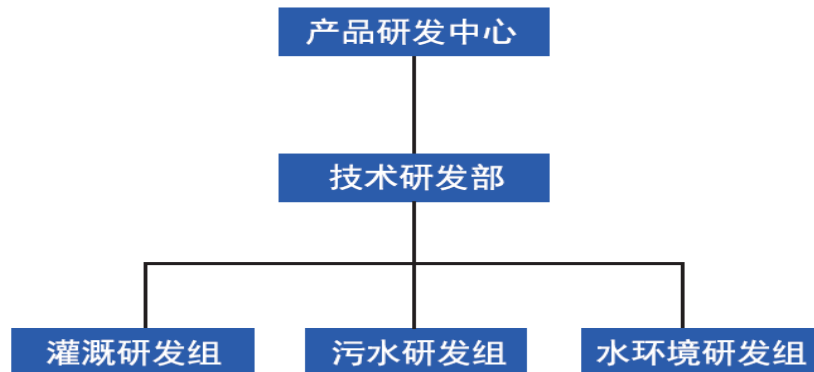 产品研发中心
技术研发部
灌溉研发组
污水研发组
水环境研发组